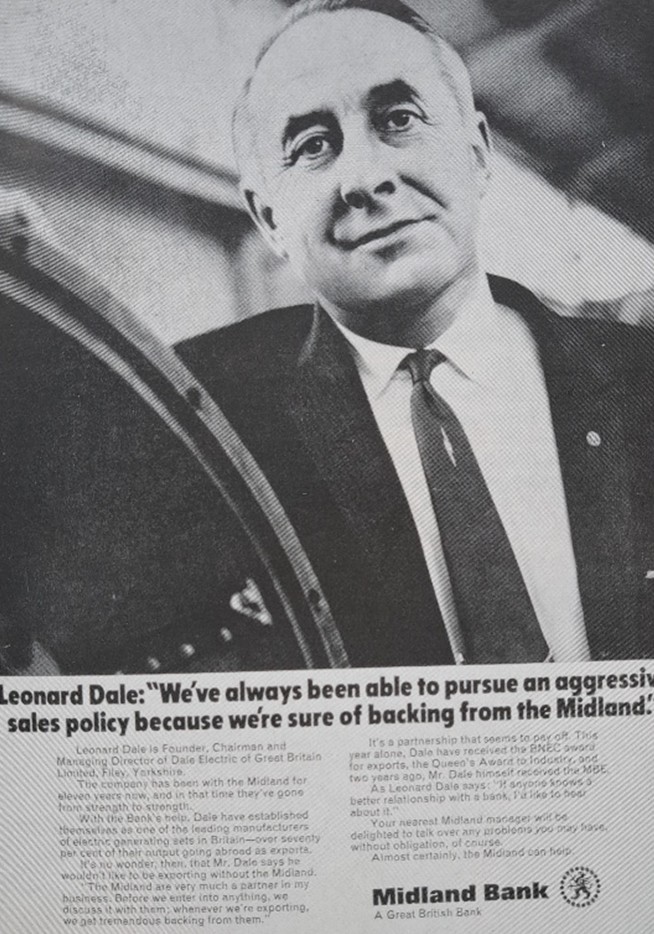 Leonard Dale: "We've always been able to pursue an aggressiv
sales policy because we're sure of backing from the Midland."
Leonard Dale is Founder, Chairman and
Managing Director of Dale Electric of Great Britain
Limited, Filey, Yorkshire.
The company has been with the Midland for
eleven years now, and in that time they've gone
from strength to strength.
With the Bank's help, Dale have established
themselves as one of the leading manufacturers
of electric generating sets in Britain—over seventy
per cent of their output going abroad as exports.
It's no wonder, then, that Mr. Dale says he
wouldn't like to be exporting without the Midland.
"The Midland are very much a partner in my
business. Before we enter into anything, we
discuss it with them; whenever we're exporting,
we get tremendous backing from them."
It's a partnership that seems to pay off. This
year alone, Dale have received the BNEC award
for exports, the Queen's Award to Industry, and
two years ago, Mr. Dale himself received the MBE.
As Leonard Dale says: "If anyone knows a
better relationship with a bank, I'd like to hear
about it."
Your nearest Midland manager will be
delighted to talk over any problems you may have,
without obligation, of course.
Almost certainly, the Midland can help.
Midland Bank
A Great British Bank